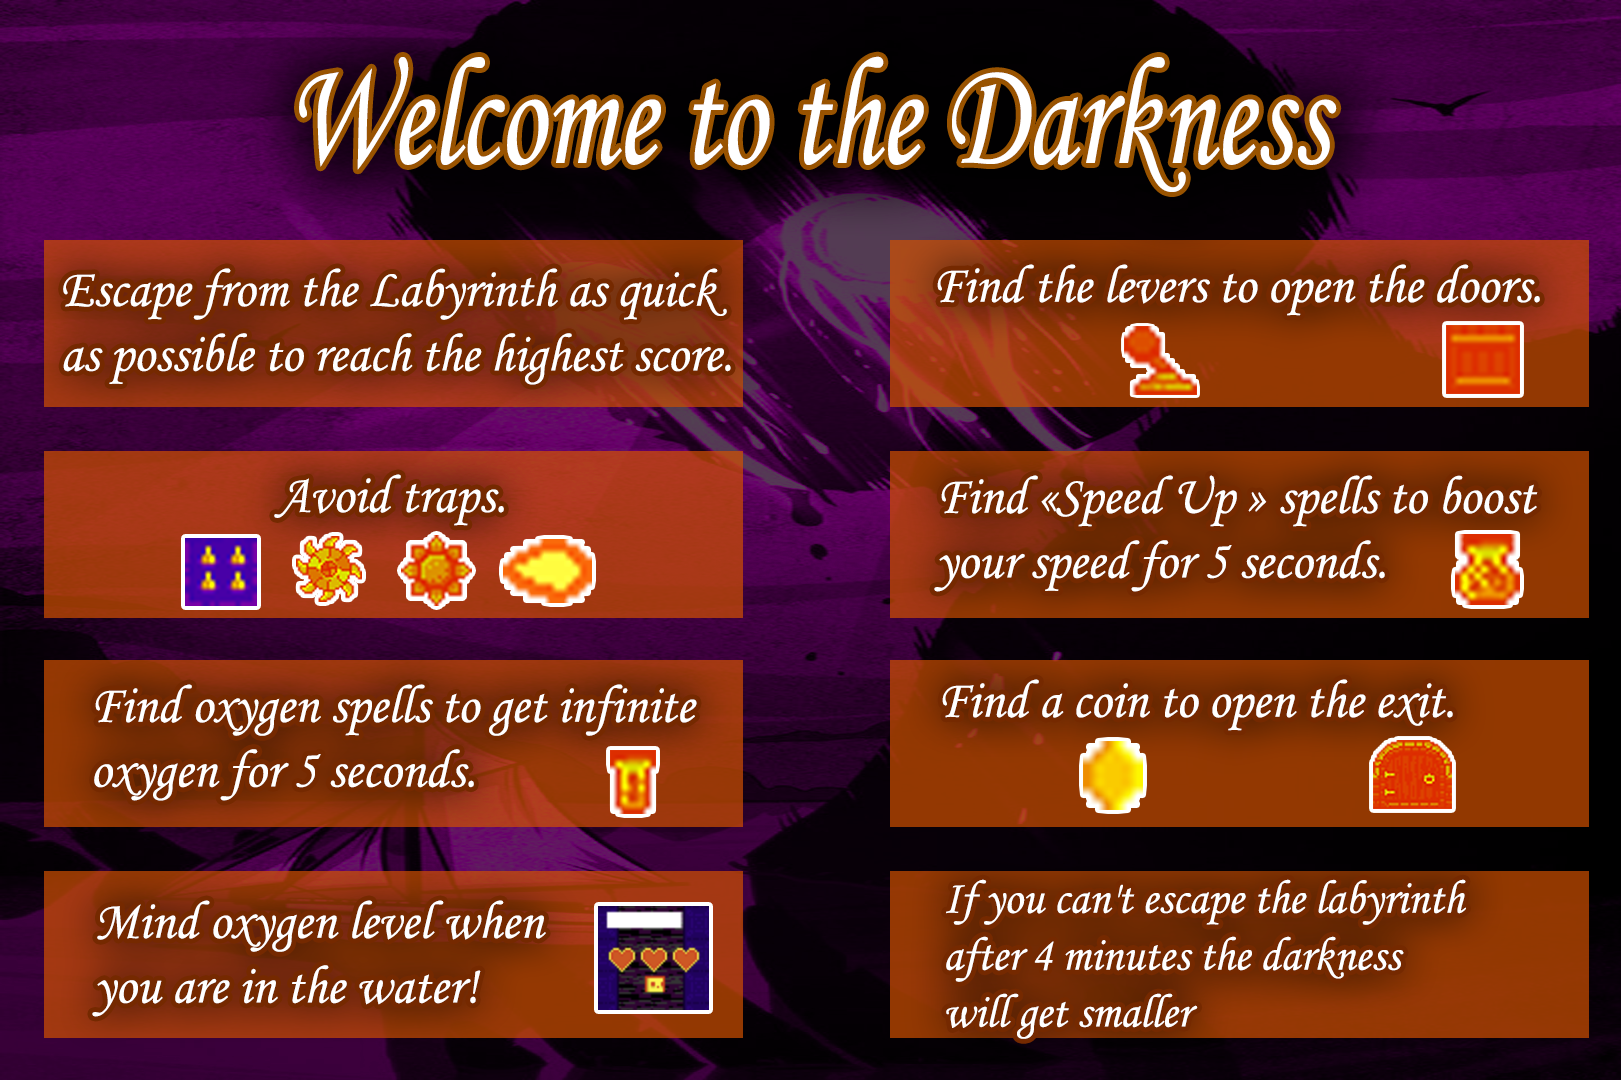 Welcome to the Darkness
Escape from the Labyrinth as quick
as possible to reach the highest score.
Find the levers to open the doors.
Avoid traps.
Find «Speed Up » spells to boost
your speed for 5 seconds.
Find oxygen spells to get infinite
oxygen for 5 seconds.
Find a coin to open the exit.
Mind oxygen level when
you are in the water!
If you can't escape the labyrinth
after 4 minutes the darkness
will get smaller